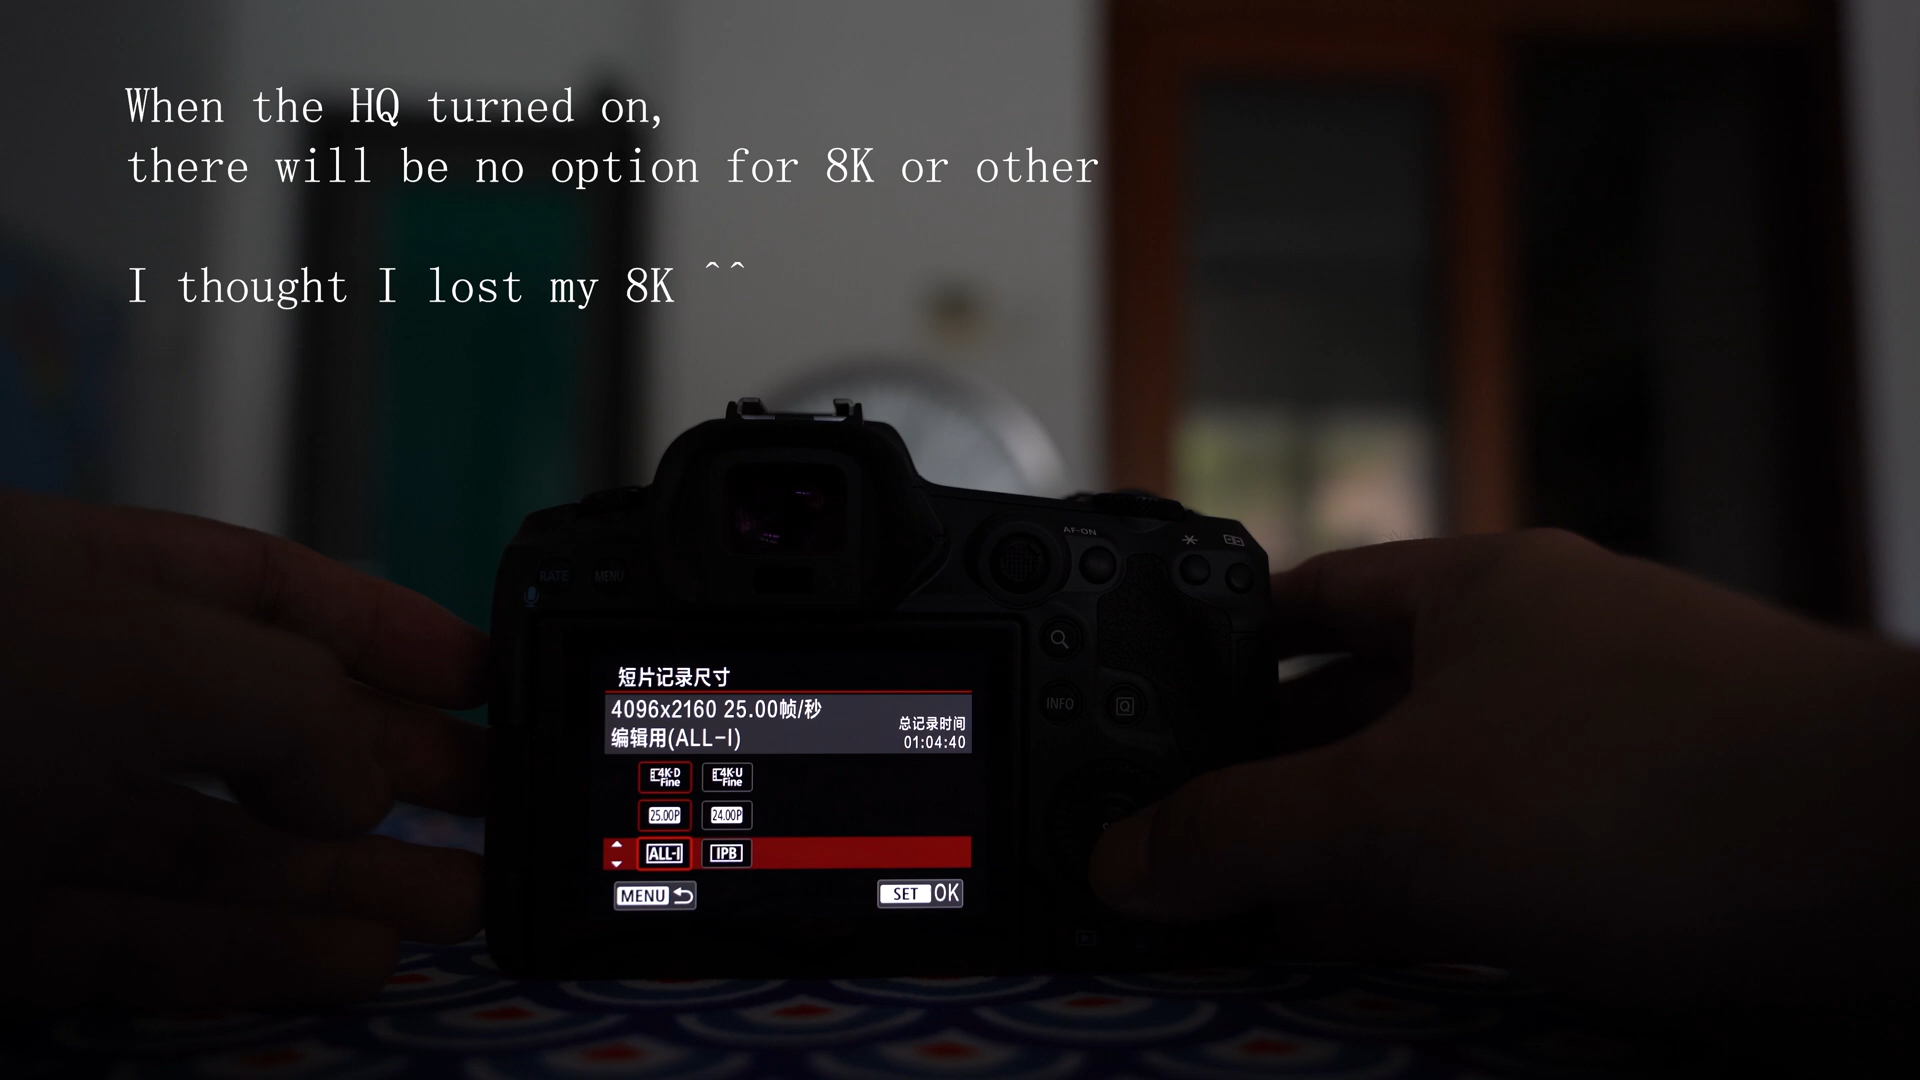 When the HQ turned on,
there will be no option for 8K or other
I thought I lost my 8K ^^
AF-ON
RATE MENU
INFO
Q
短片记录尺寸
4096x2160 25.00帧/秒
编辑用(ALL-I)
总记录时间
01:04:40
4K-D Fine 4K-U Fine
25.00P 24.00P
ALL-I IPB
MENU SET OK